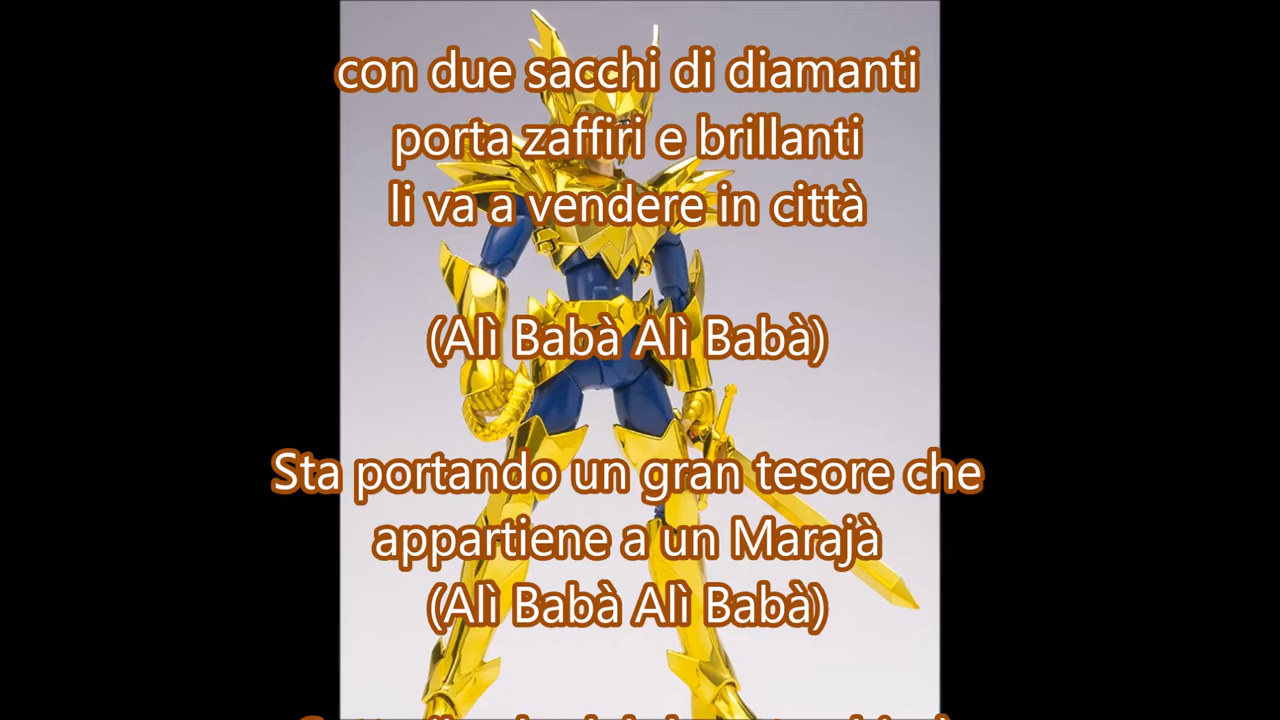 con due sacchi di diamanti
porta zaffiri e brillanti
li va a vendere in città
(Alì Babà Alì Babà)
Sta portando un gran tesore che
appartiene a un Marajà
(Alì Babà Alì Babà)